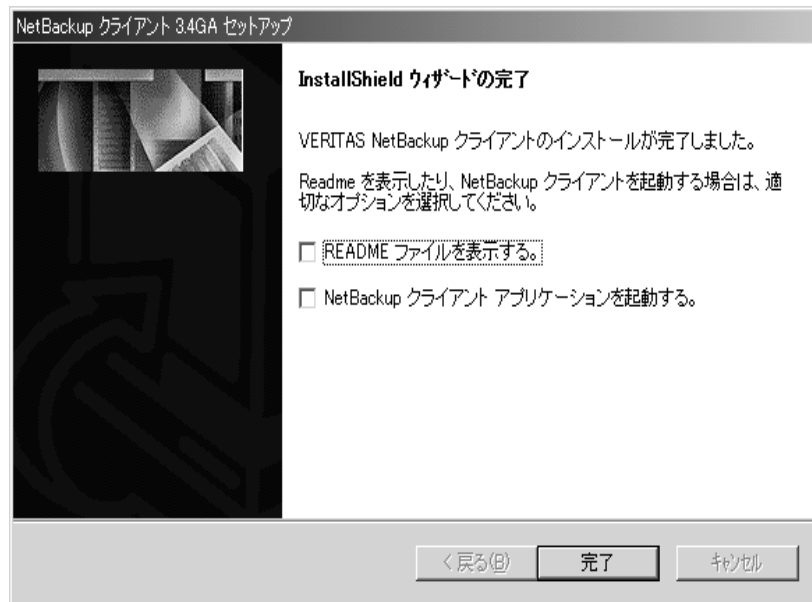 NetBackup クライアント 3.4GA セットアップ
InstallShield ウィザードの完了
VERITAS NetBackup クライアントのインストールが完了しました。
Readme を表示したり、NetBackup クライアントを起動する場合は、適
切なオプションを選択してください。
README ファイルを表示する。
NetBackup クライアント アプリケーションを起動する。
< 戻る(B)
完了
キャンセル